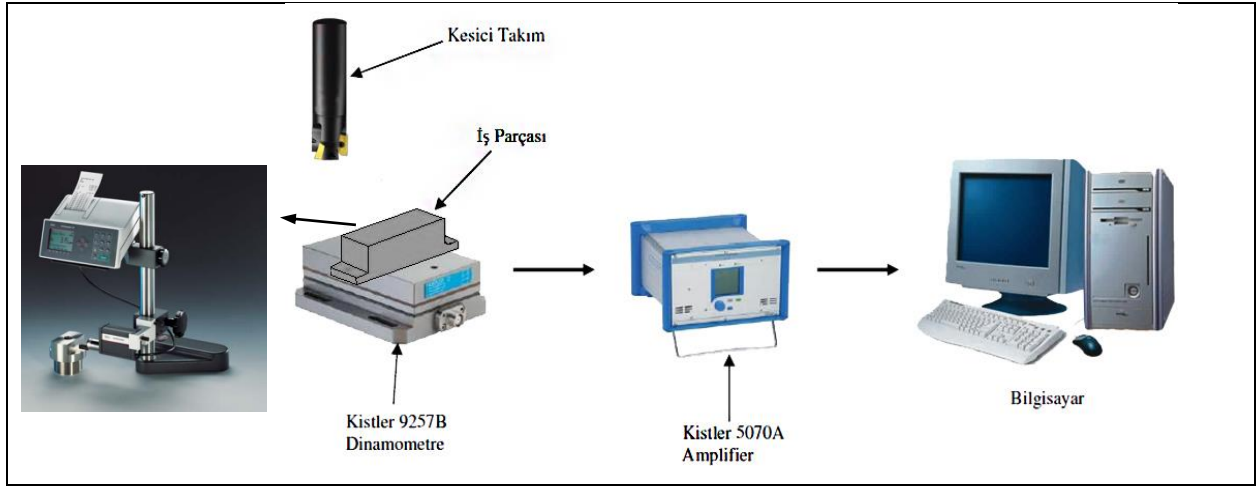 Kesici Takım
İş Parçası
Kistler 9257B
Dinamometre
Kistler 5070A
Amplifier
Bilgisayar